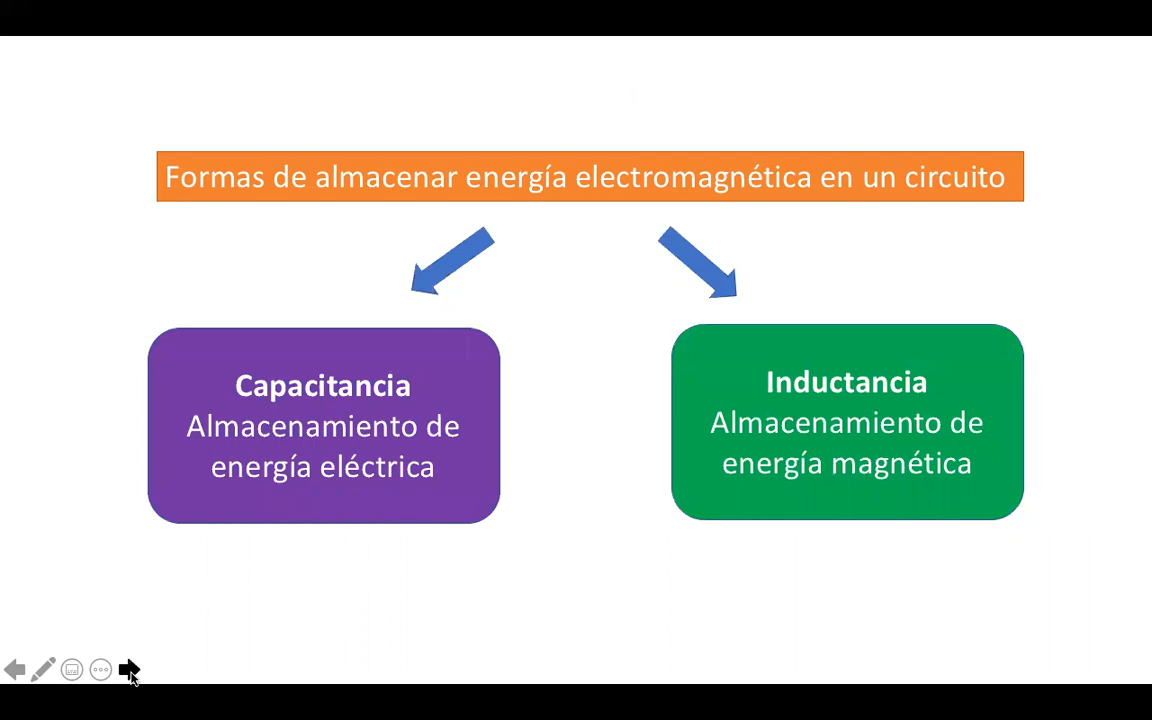 Formas de almacenar energía electromagnética en un circuito
Capacitancia
Almacenamiento de
energía eléctrica
Inductancia
Almacenamiento de
energía magnética